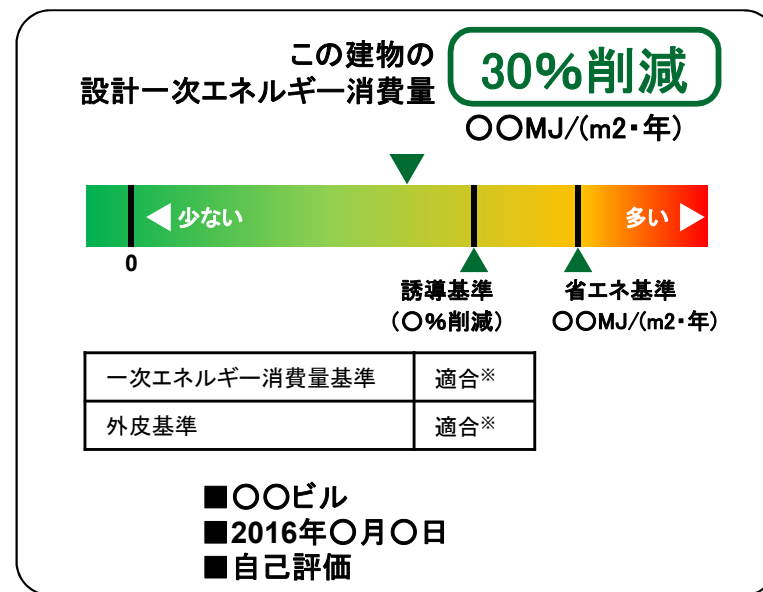 この建物の
設計一次エネルギー消費量
30%削減
〇〇MJ/(m2・年)
少ない
多い
0
誘導基準
(〇%削減)
省エネ基準
〇〇MJ/(m2・年)
一次エネルギー消費量基準 適合※
外皮基準 適合※
■〇〇ビル
■2016年〇月〇日
■自己評価